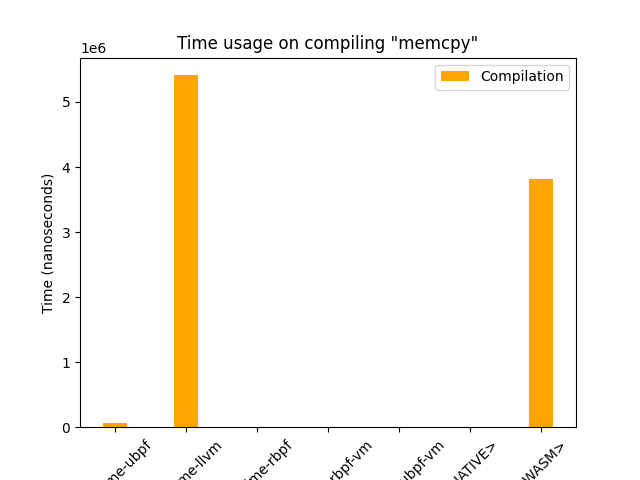 Time usage on compiling "memcpy"
1e6
Compilation
Time (nanoseconds)
5
4
3
2
1
0
me-ubpf
me-llvm
me-rbpf
rbpf-vm
ubpf-vm
NATIVE>
WASM>